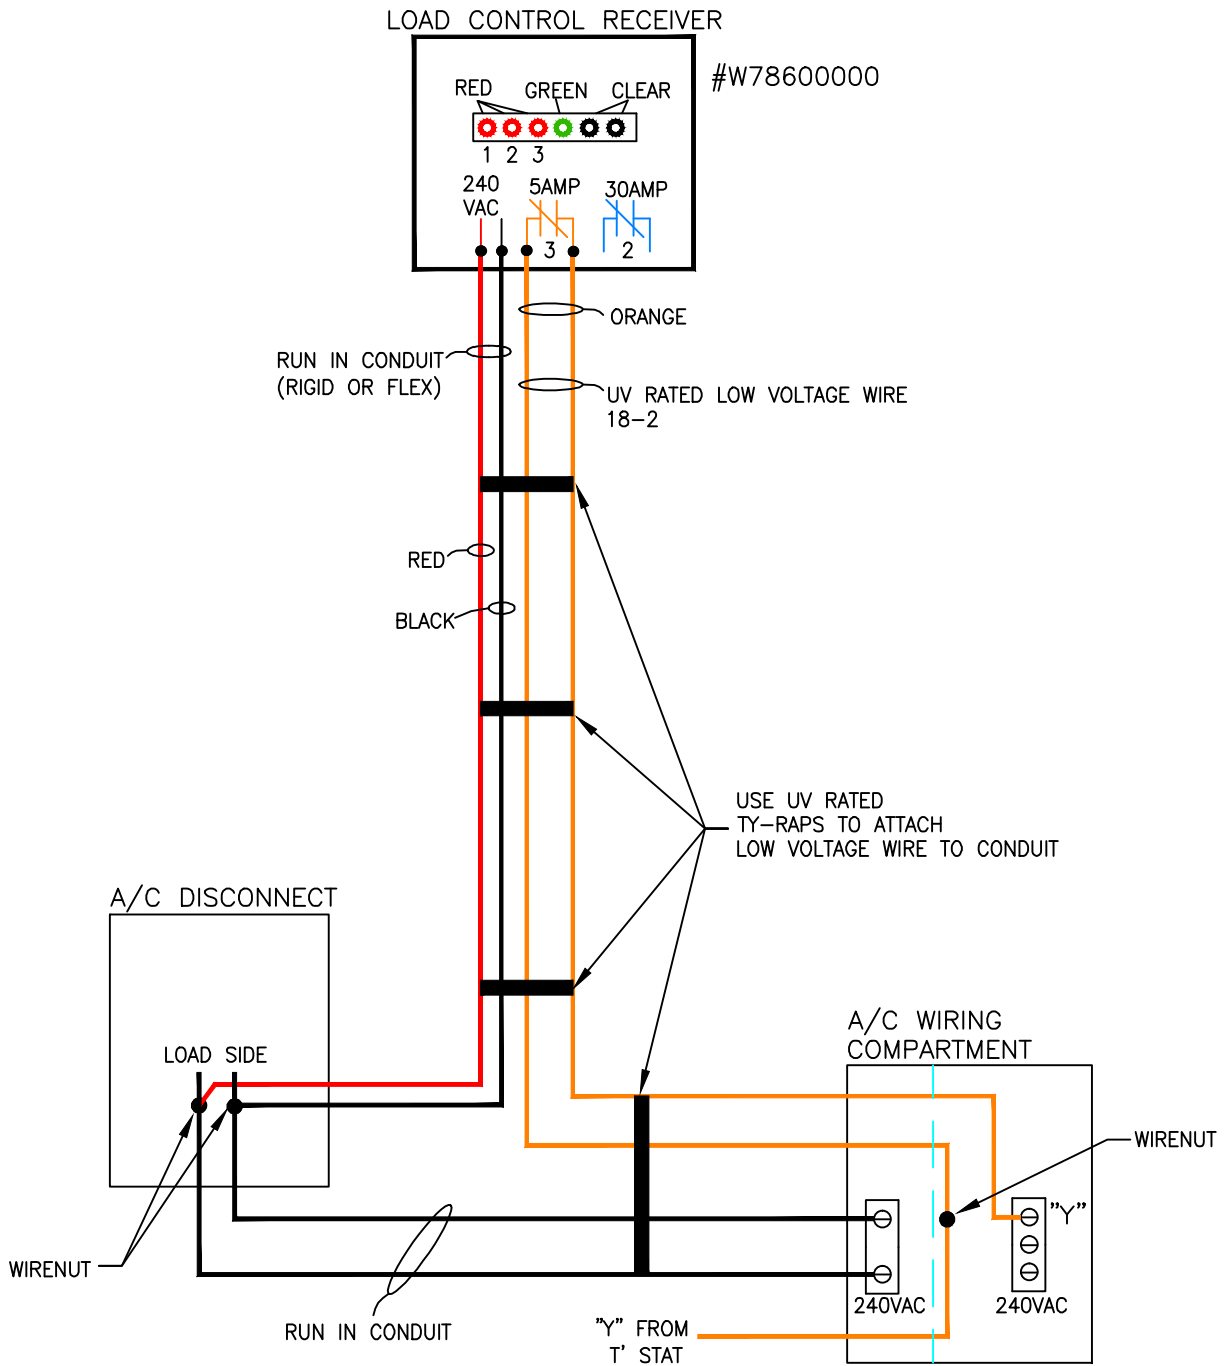 LOAD CONTROL RECEIVER
#W78600000
RED GREEN CLEAR
1 2 3
240
VAC
5AMP
30AMP
3
2
ORANGE
RUN IN CONDUIT
(RIGID OR FLEX)
UV RATED LOW VOLTAGE WIRE
18-2
RED
BLACK
USE UV RATED
TY-RAPS TO ATTACH
LOW VOLTAGE WIRE TO CONDUIT
A/C DISCONNECT
LOAD SIDE
A/C WIRING
COMPARTMENT
WIRENUT
"Y"
WIRENUT
240VAC
240VAC
RUN IN CONDUIT
"Y" FROM
T' STAT